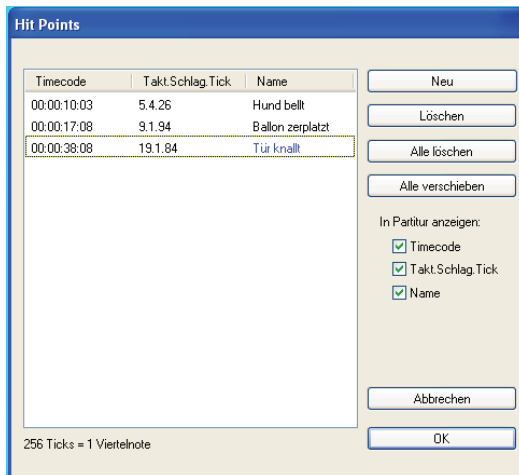 Hit Points
Timecode Takt.Schlag.Tick Name
00:00:10:03 5.4.26 Hund bellt
00:00:17:08 9.1.94 Ballon zerplatzt
00:00:38:08 19.1.84 Tür knallt
Neu
Löschen
Alle löschen
Alle verschieben
In Partitur anzeigen:
Timecode
Takt.Schlag.Tick
Name
Abbrechen
OK
256 Ticks = 1 Viertelnote